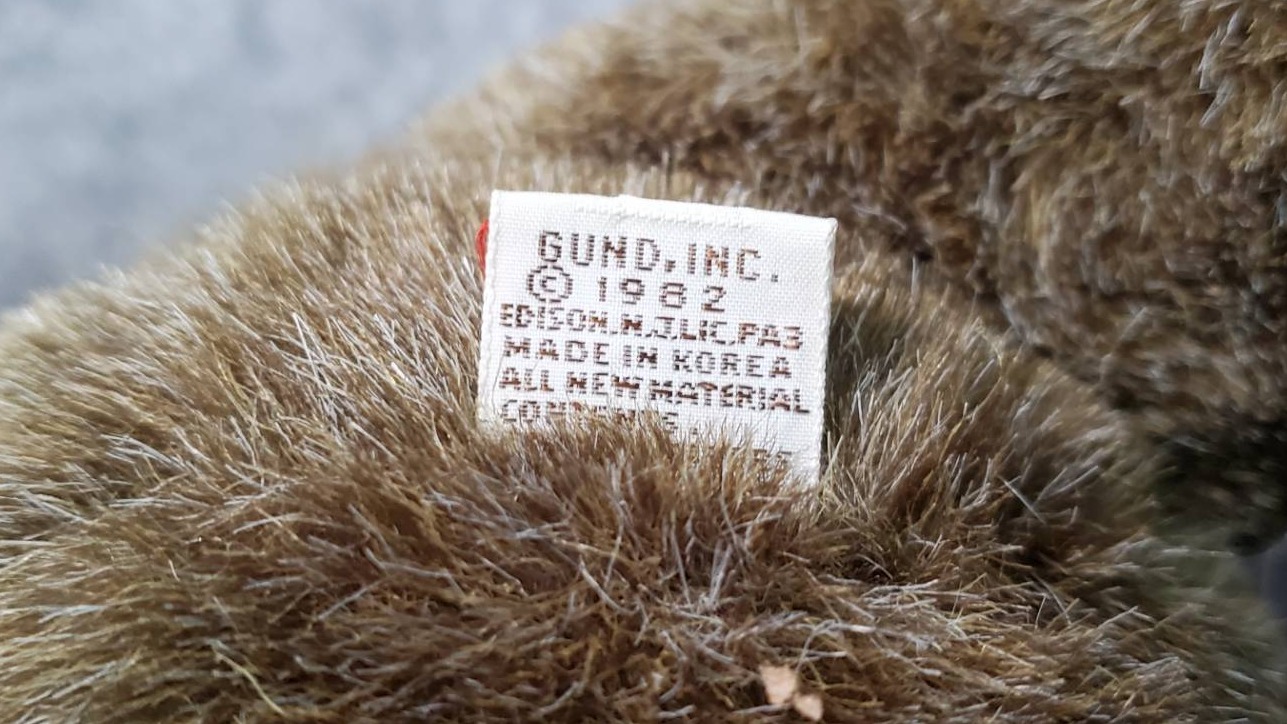 GUND, INC.
© 1982
EDISON, N.J. LIC. PA3
MADE IN KOREA
ALL NEW MATERIAL